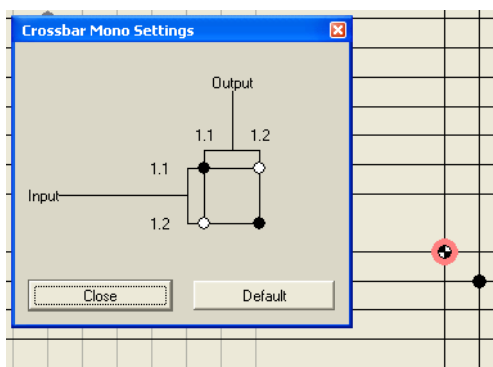 Crossbar Mono Settings
Output
1.1 1.2
1.1
Input
1.2
Close Default